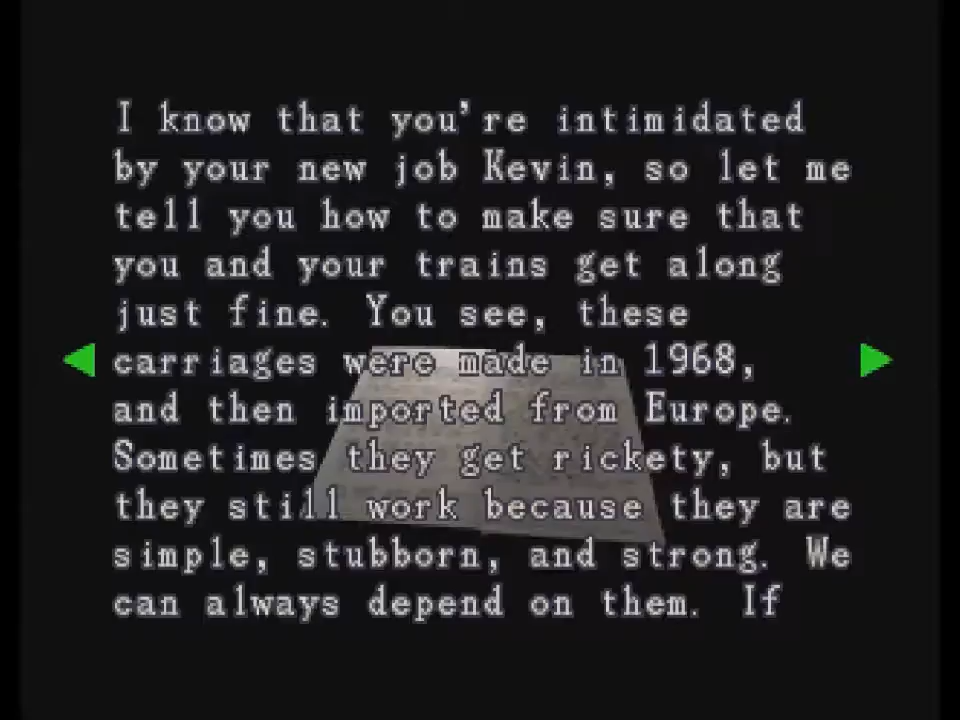 I know that you're intimidated
by your new job Kevin, so let me
tell you how to make sure that
you and your trains get along
just fine. You see, these
carriages were made in 1968,
and then imported from Europe.
Sometimes they get rickety, but
they still work because they are
simple, stubborn, and strong. We
can always depend on them. If